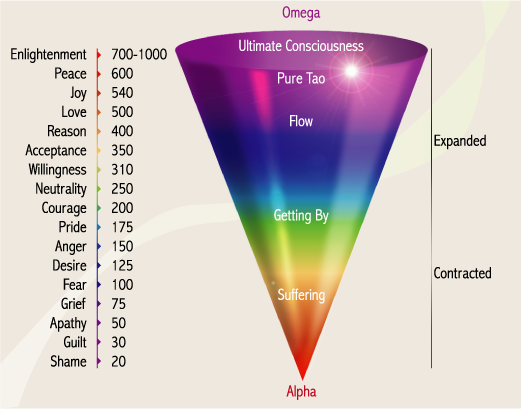 Omega
Ultimate Consciousness
Enlightenment 700-1000
Peace 600
Pure Tao
Joy 540
Love 500
Flow
Reason 400
Expanded
Acceptance 350
Willingness 310
Neutrality 250
Courage 200
Getting By
Pride 175
Anger 150
Desire 125
Contracted
Fear 100
Suffering
Grief 75
Apathy 50
Guilt 30
Shame 20
Alpha